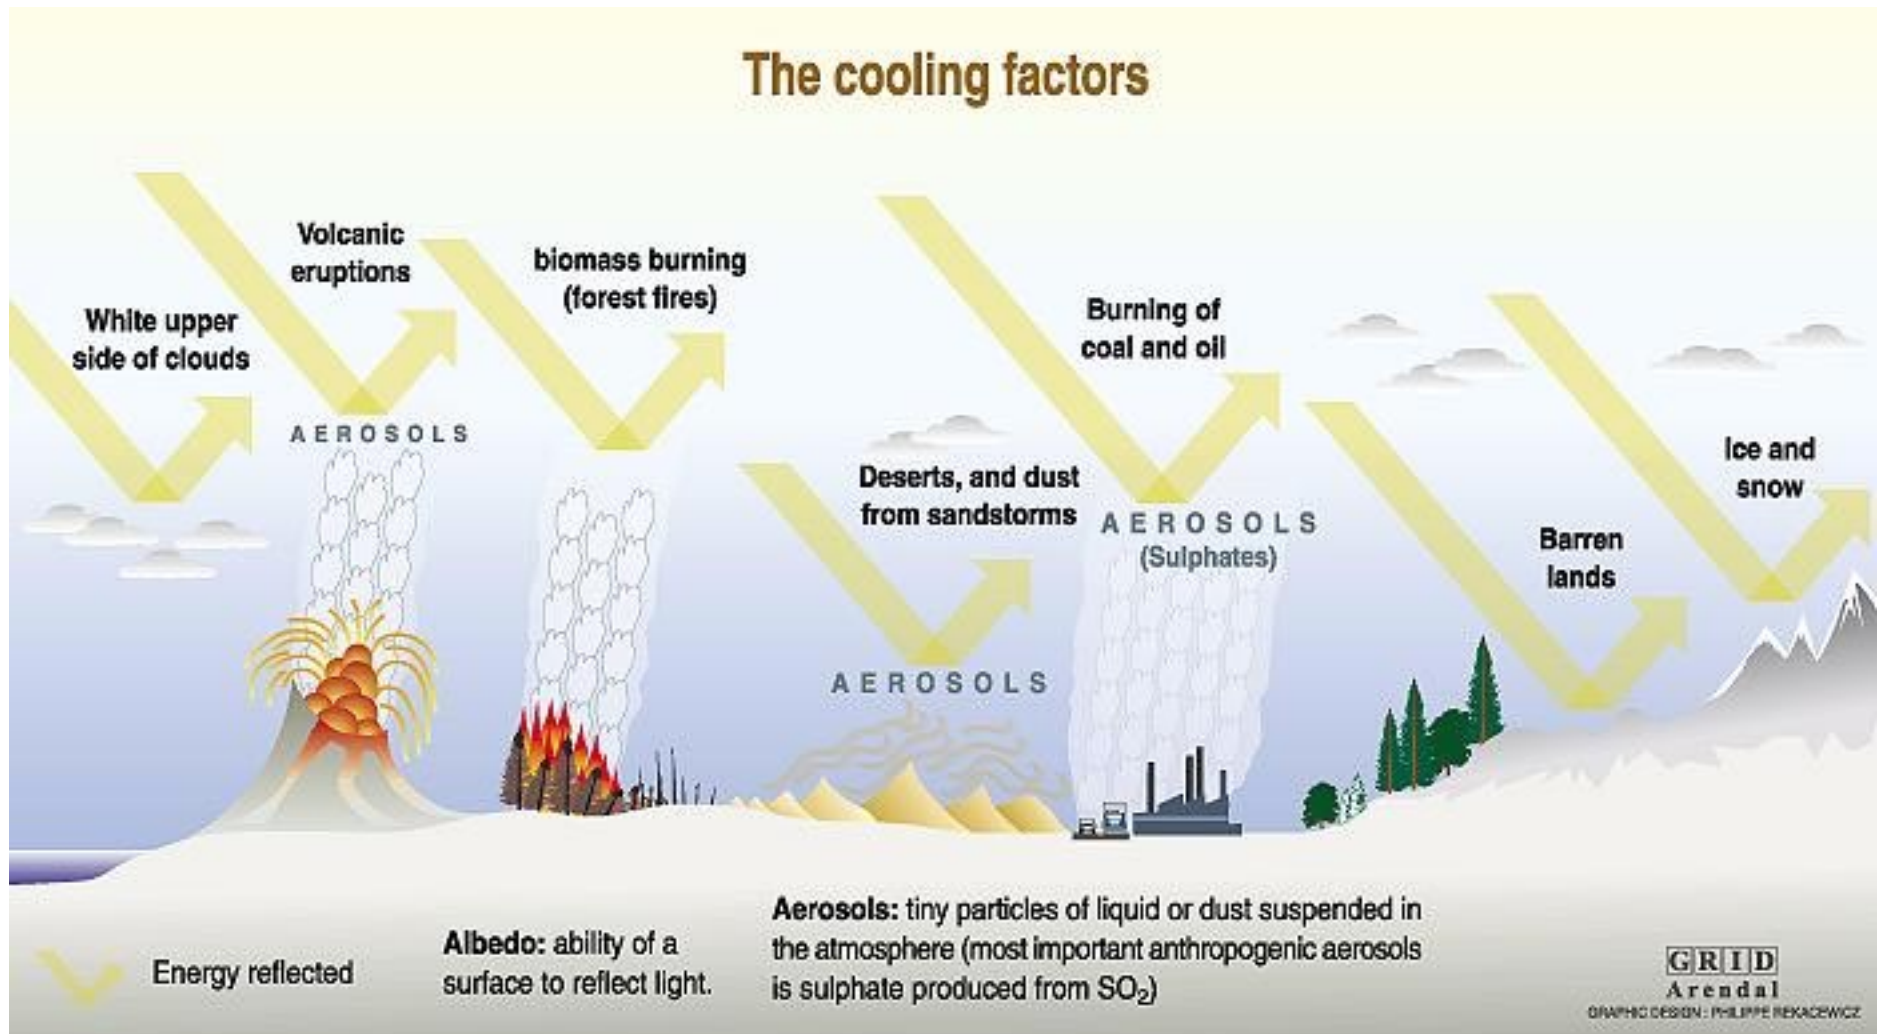 The cooling factors
White upper
side of clouds
Volcanic
eruptions
AEROSOLS
biomass burning
(forest fires)
Deserts, and dust
from sandstorms
AEROSOLS
Burning of
coal and oil
AEROSOLS
(Sulphates)
Barren
lands
Ice and
snow
Energy reflected
Albedo: ability of a
surface to reflect light.
Aerosols: tiny particles of liquid or dust suspended in
the atmosphere (most important anthropogenic aerosols
is sulphate produced from SO₂)
GRID
Arendal
GRAPHIC DESIGN : PHILIPPE REKACEWICZ